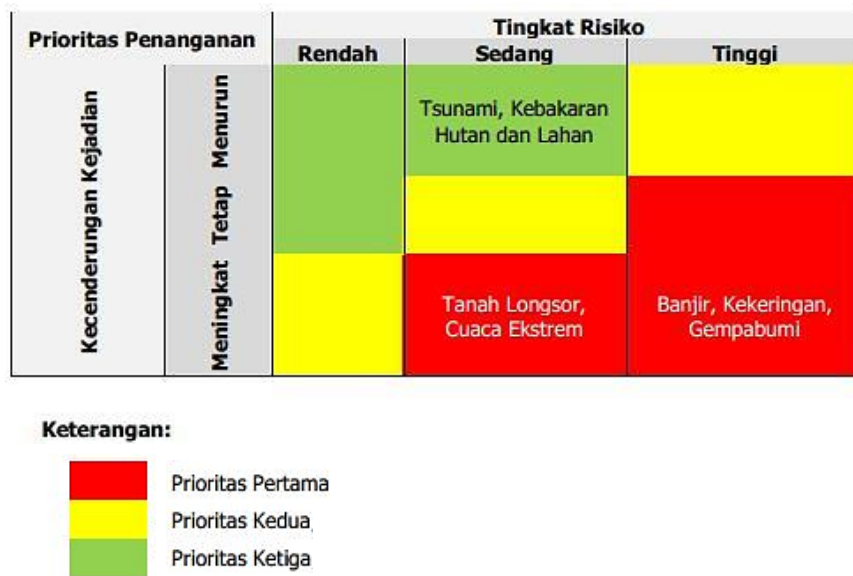 Prioritas Penanganan
Tingkat Risiko
Rendah
Sedang
Tinggi
Kecenderungan Kejadian
Menurun
Tsunami, Kebakaran
Hutan dan Lahan
Tetap
Meningkat
Tanah Longsor,
Cuaca Ekstrem
Banjir, Kekeringan,
Gempabumi
Keterangan:
Prioritas Pertama
Prioritas Kedua
Prioritas Ketiga